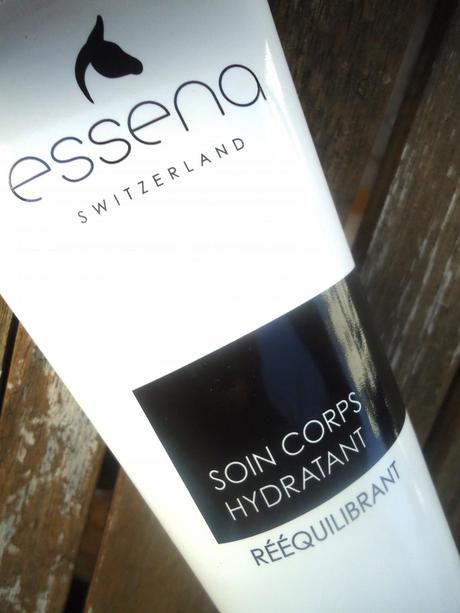 essena
SWITZERLAND
SOIN CORPS
HYDRATANT
RÉÉQUILIBRANT